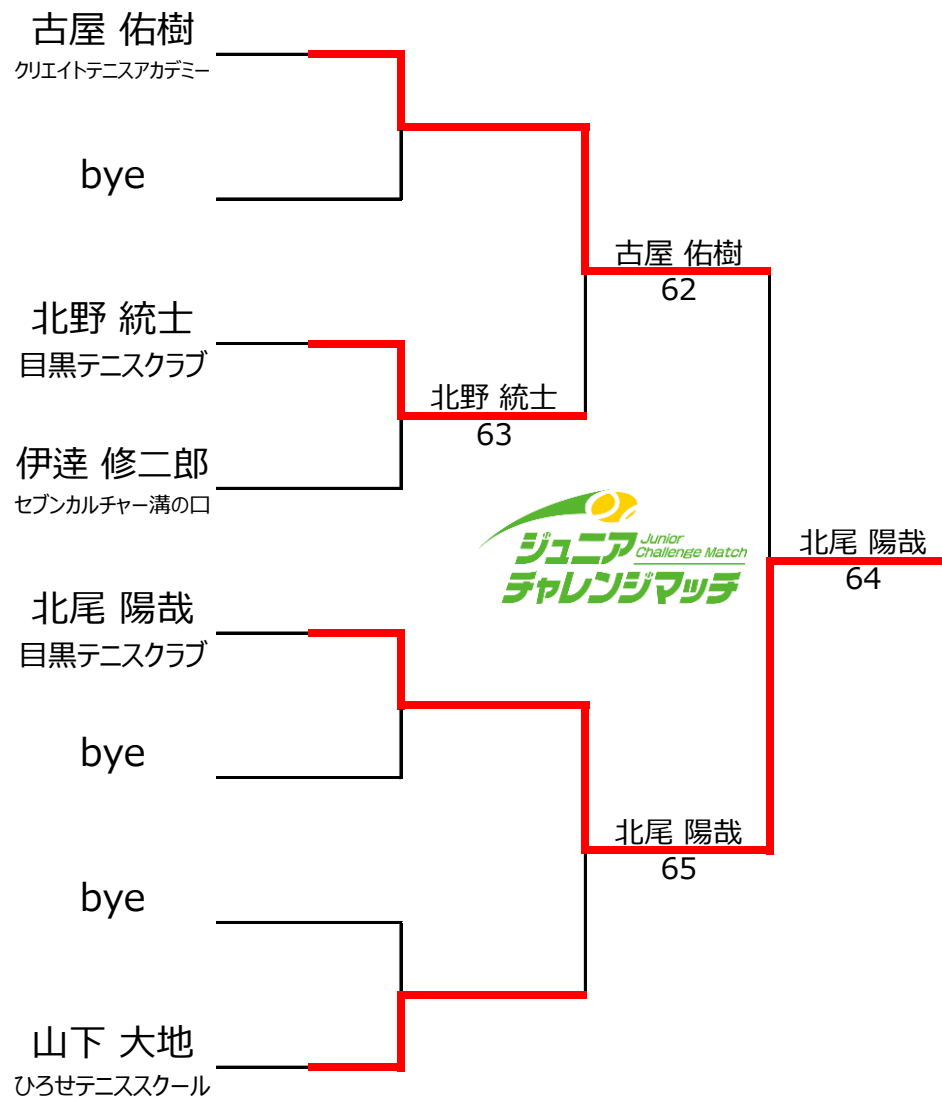 古屋 佑樹
クリエイトテニスアカデミー
bye
古屋 佑樹
62
北野 統士
目黒テニスクラブ
北野 統士
63
伊達 修二郎
セブンカルチャー溝の口
ジュニア
Junior
Challenge Match
チャレンジマッチ
北尾 陽哉
64
北尾 陽哉
目黒テニスクラブ
bye
北尾 陽哉
65
bye
山下 大地
ひろせテニススクール